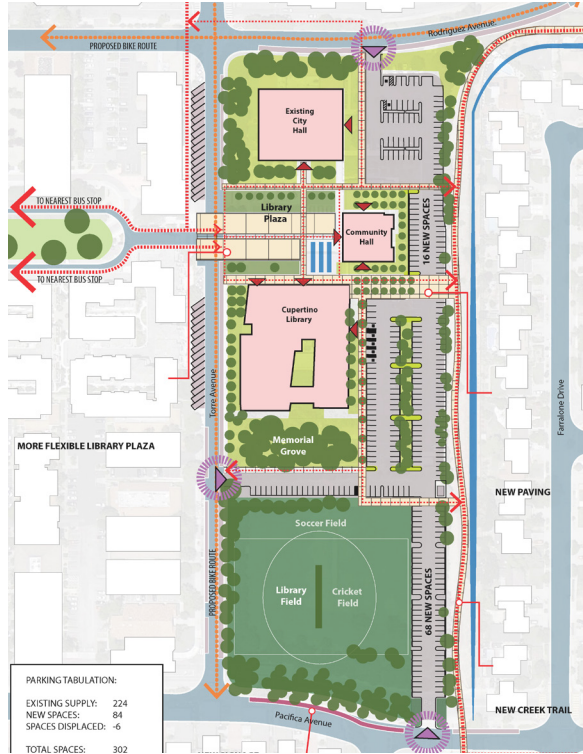 Rodriguez Avenue
PROPOSED BIKE ROUTE
Existing
City
Hall
TO NEAREST BUS STOP
Library
Plaza
Community
Hall
16 NEW SPACES
TO NEAREST BUS STOP
Cupertino
Library
Torre Avenue
Farralone Drive
MORE FLEXIBLE LIBRARY PLAZA
Memorial
Grove
NEW PAVING
Soccer Field
PROPOSED BIKE ROUTE
Library
Field
Cricket
Field
68 NEW SPACES
PARKING TABULATION:
EXISTING SUPPLY: 224
NEW SPACES: 84
SPACES DISPLACED: -6
TOTAL SPACES: 302
Pacifica Avenue
NEW CREEK TRAIL